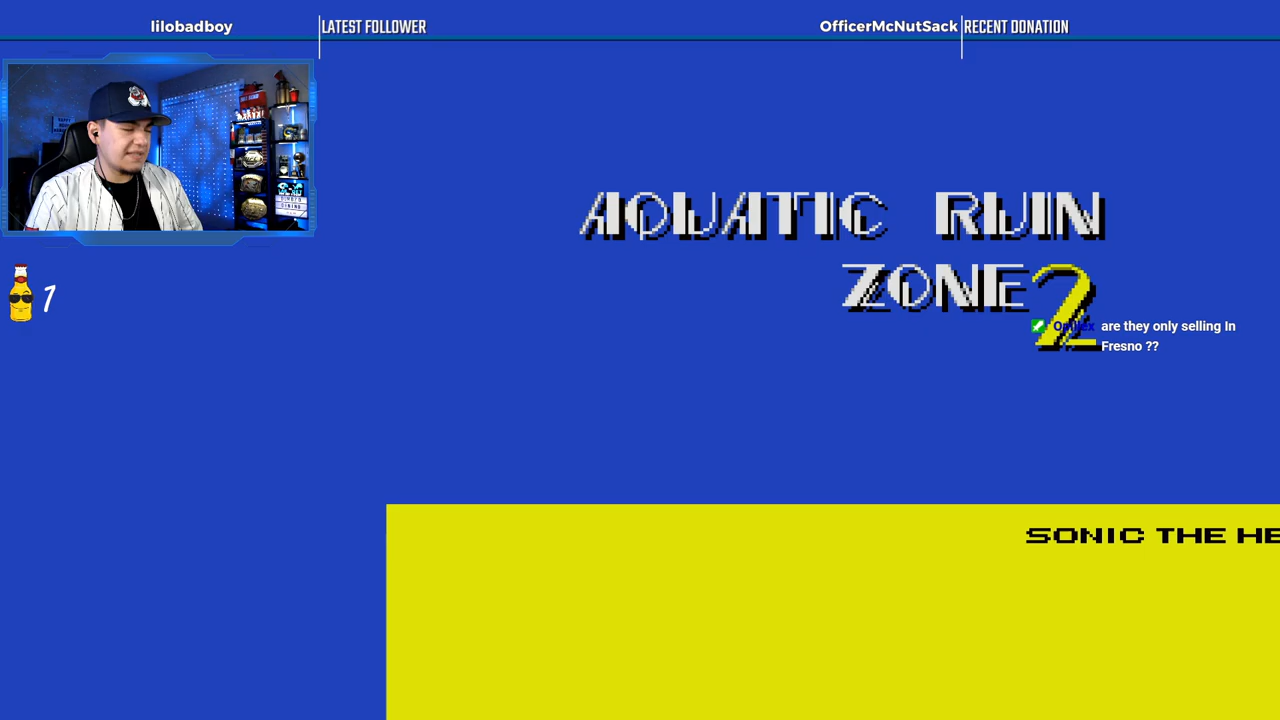 lilobadboy
LATEST FOLLOWER
OfficerMcNutSack
RECENT DONATION
AQUATIC RUIN
ZONE 2
1
are they only selling In
Fresno ??
SONIC THE HE